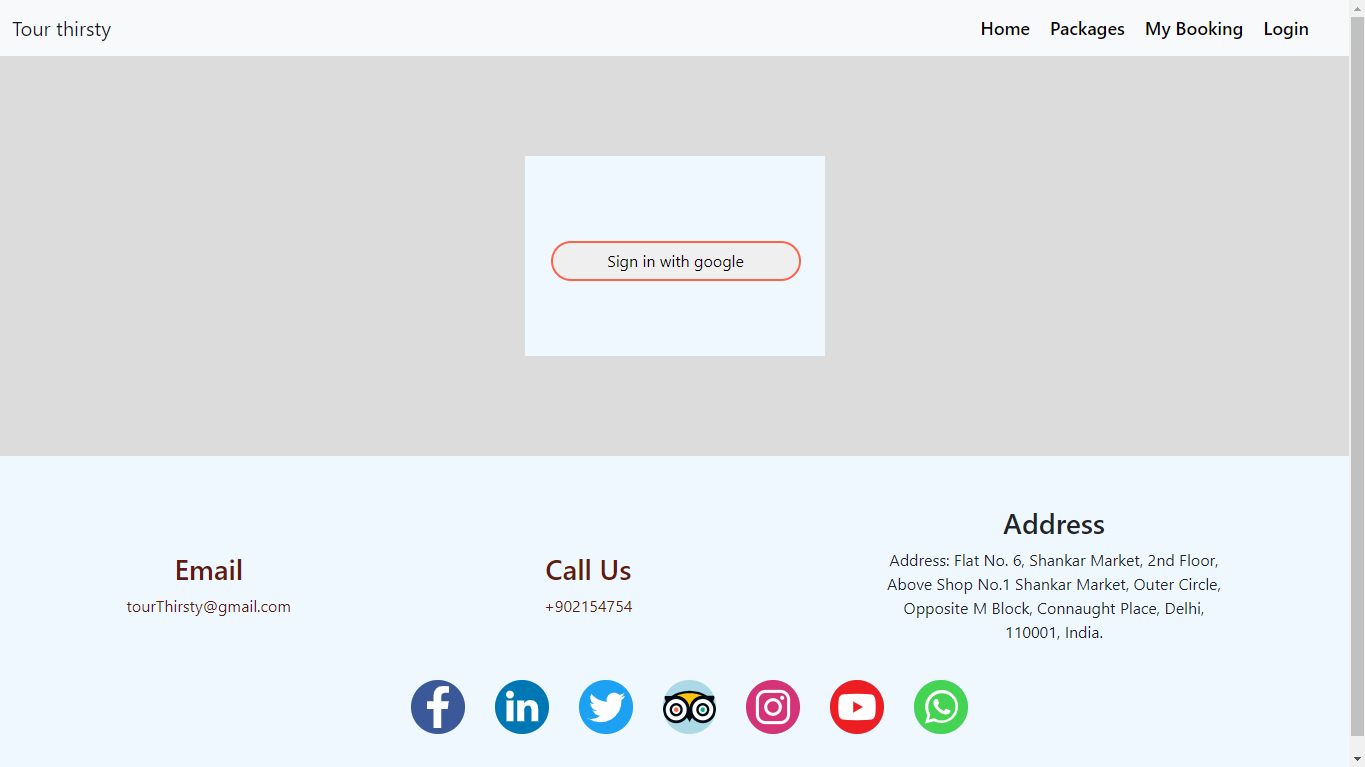 Tour thirsty
Home
Packages
My Booking
Login
Sign in with google
Email
tourThirsty@gmail.com
Call Us
+902154754
Address
Address: Flat No. 6, Shankar Market, 2nd Floor,
Above Shop No.1 Shankar Market, Outer Circle,
Opposite M Block, Connaught Place, Delhi,
110001, India.
in